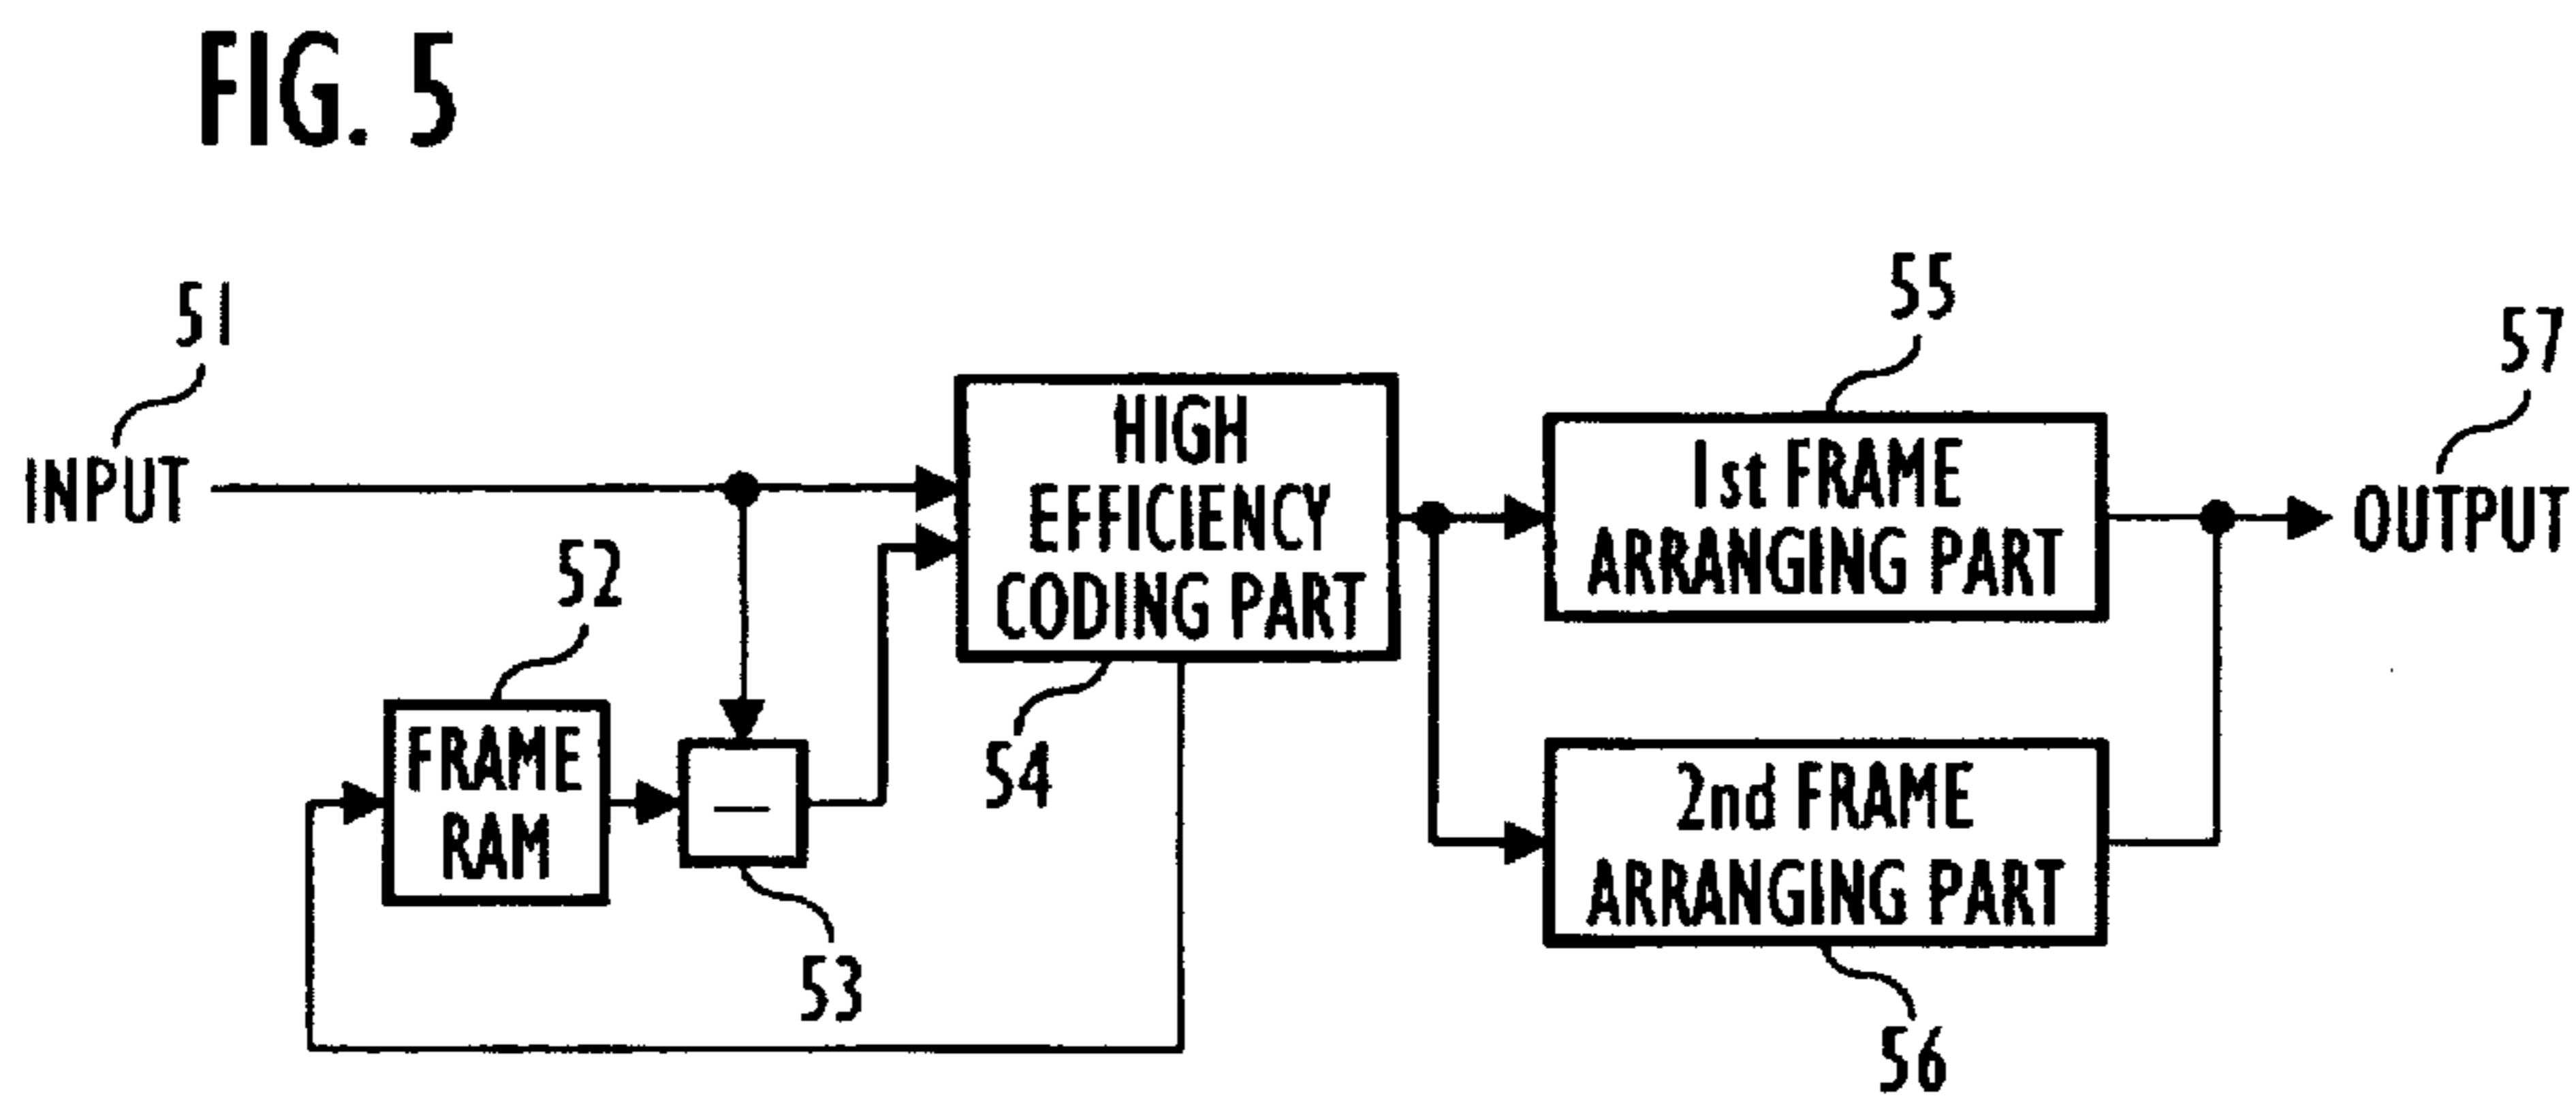 FIG. 5
51
INPUT
52
FRAME
RAM
—
53
HIGH
EFFICIENCY
CODING PART
54
55
1st FRAME
ARRANGING PART
2nd FRAME
ARRANGING PART
56
57
OUTPUT